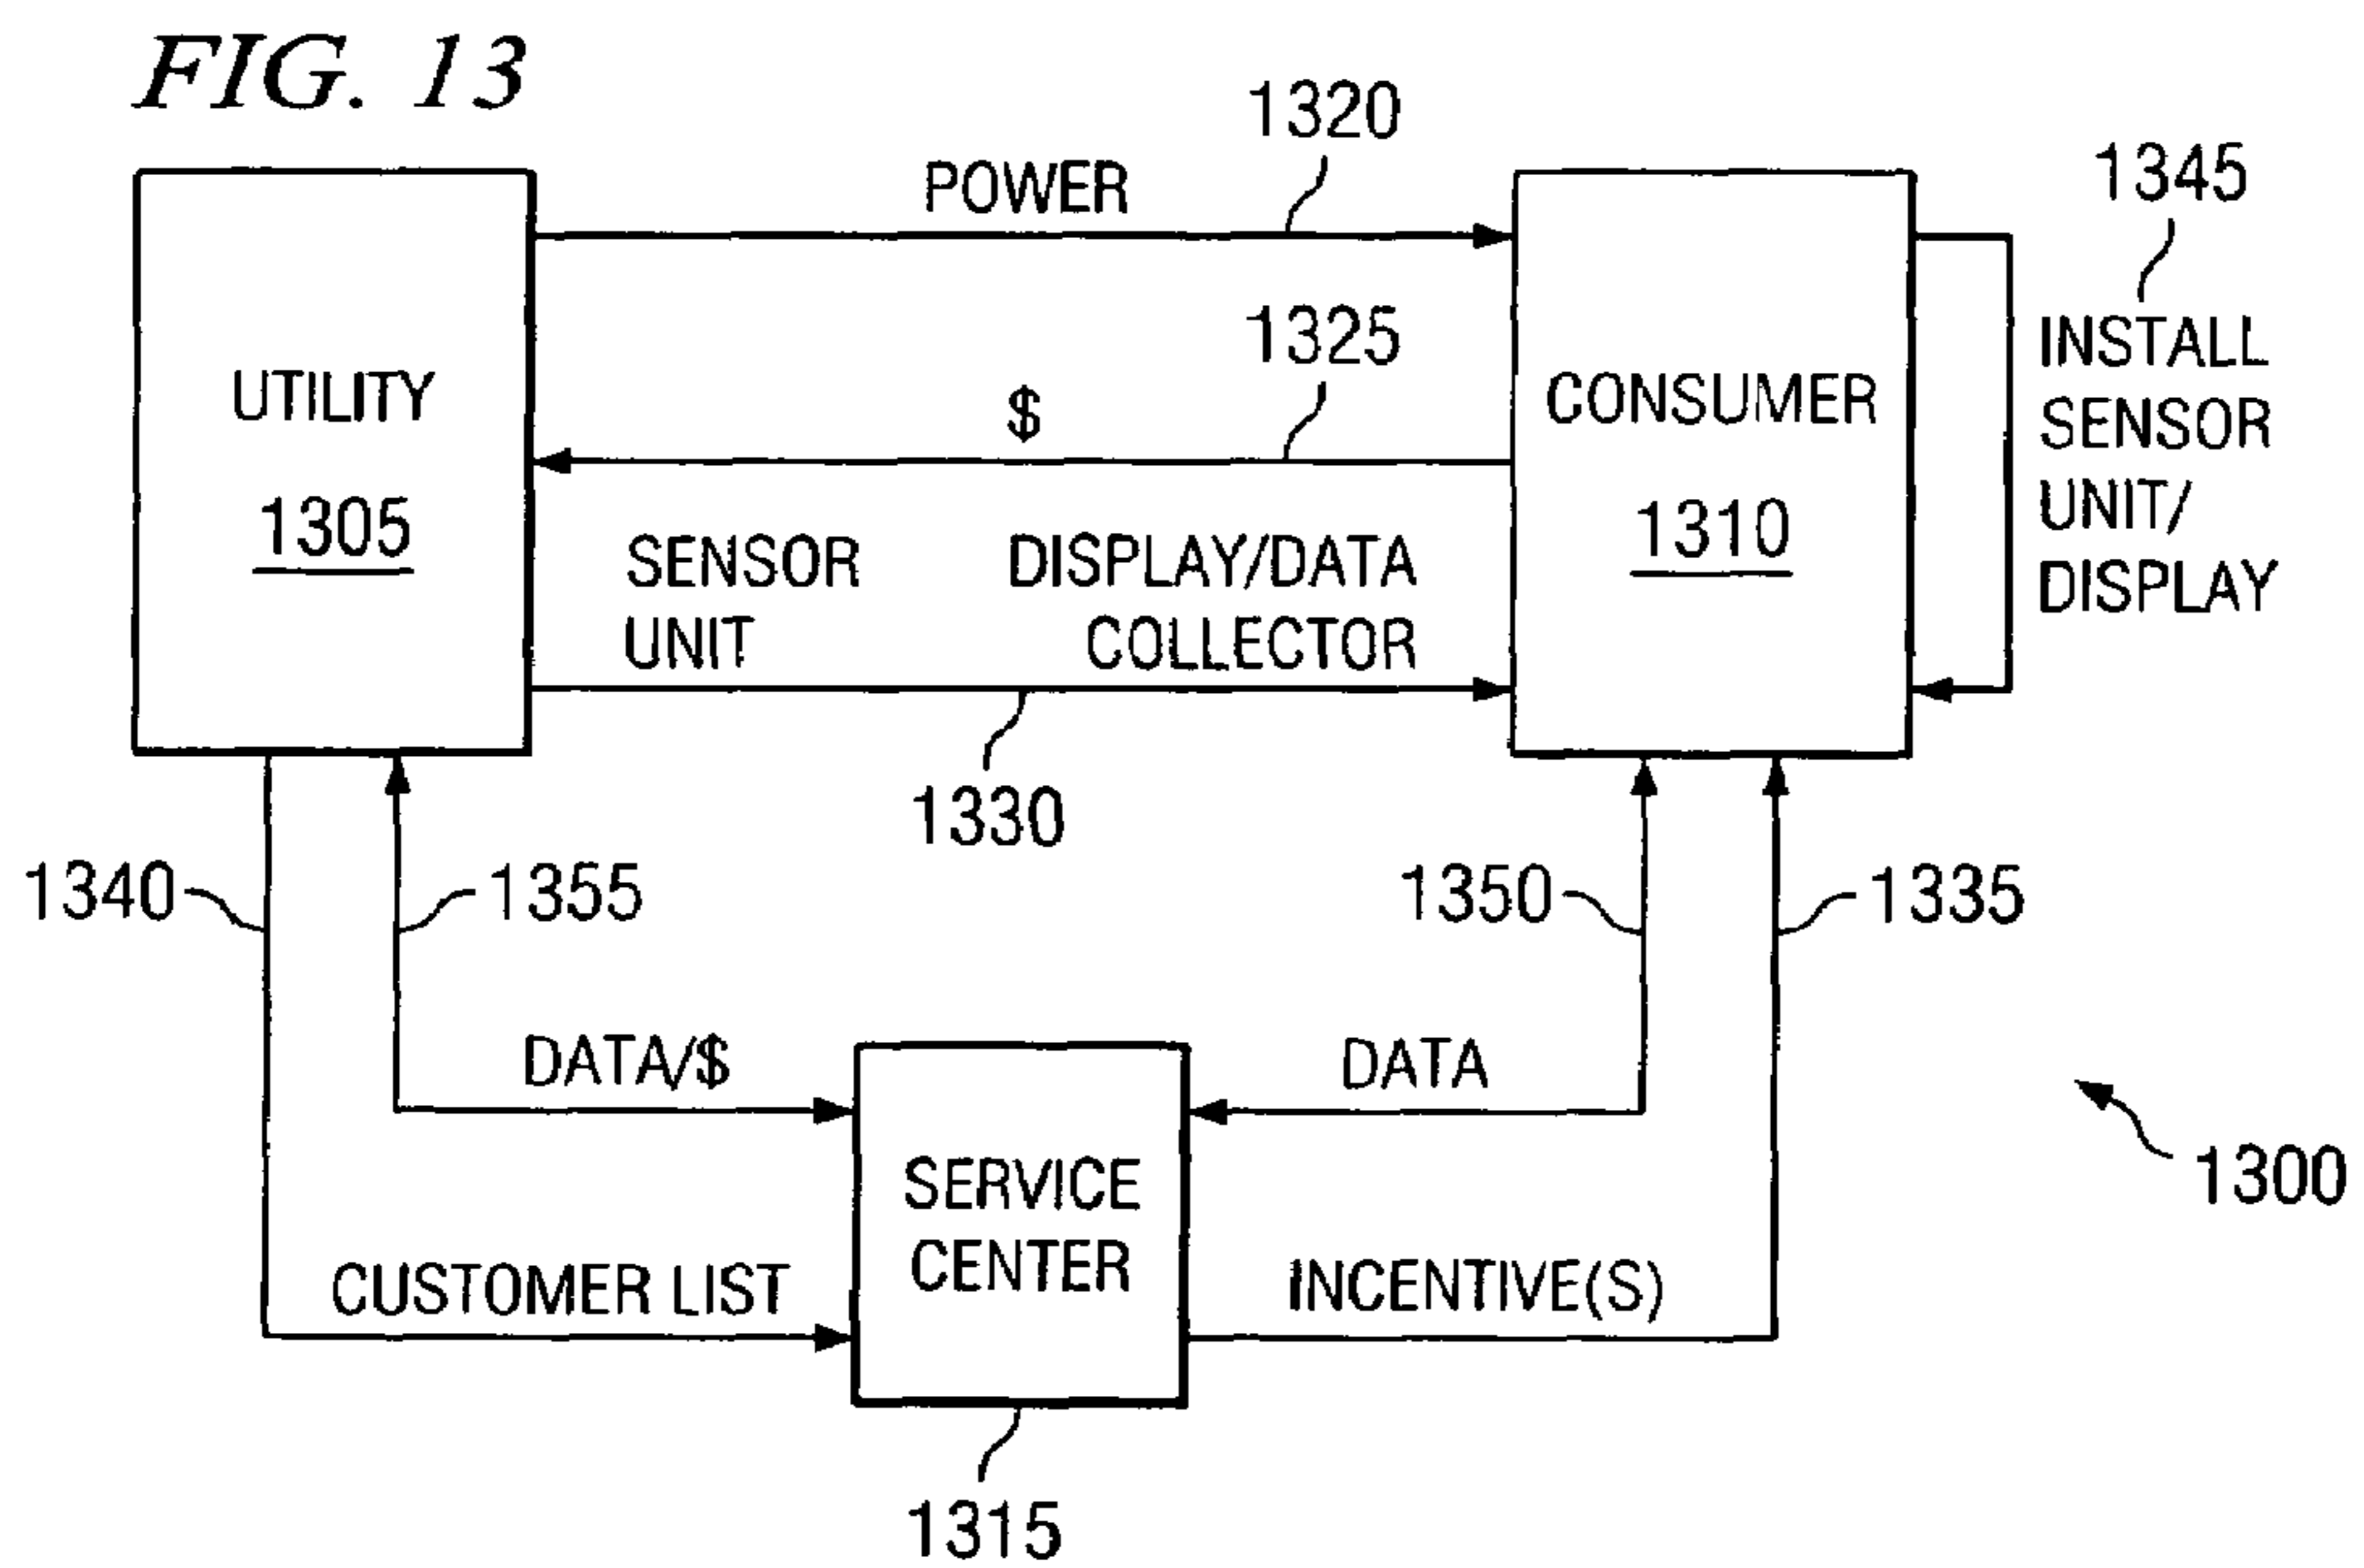 FIG. 13
1320
POWER
1345
1325
$
INSTALL
SENSOR
UNIT/
DISPLAY
UTILITY
1305
CONSUMER
1310
SENSOR
UNIT
DISPLAY/DATA
COLLECTOR
1330
1340
1355
1350
1335
DATA/$
DATA
SERVICE
CENTER
1300
CUSTOMER LIST
INCENTIVE(S)
1315